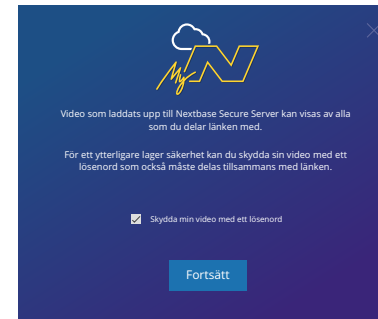 My N
Video som laddats upp till Nextbase Secure Server kan visas av alla
som du delar länken med.
För ett ytterligare lager säkerhet kan du skydda sin video med ett
lösenord som också måste delas tillsammans med länken.
Skydda min video med ett lösenord
Fortsätt